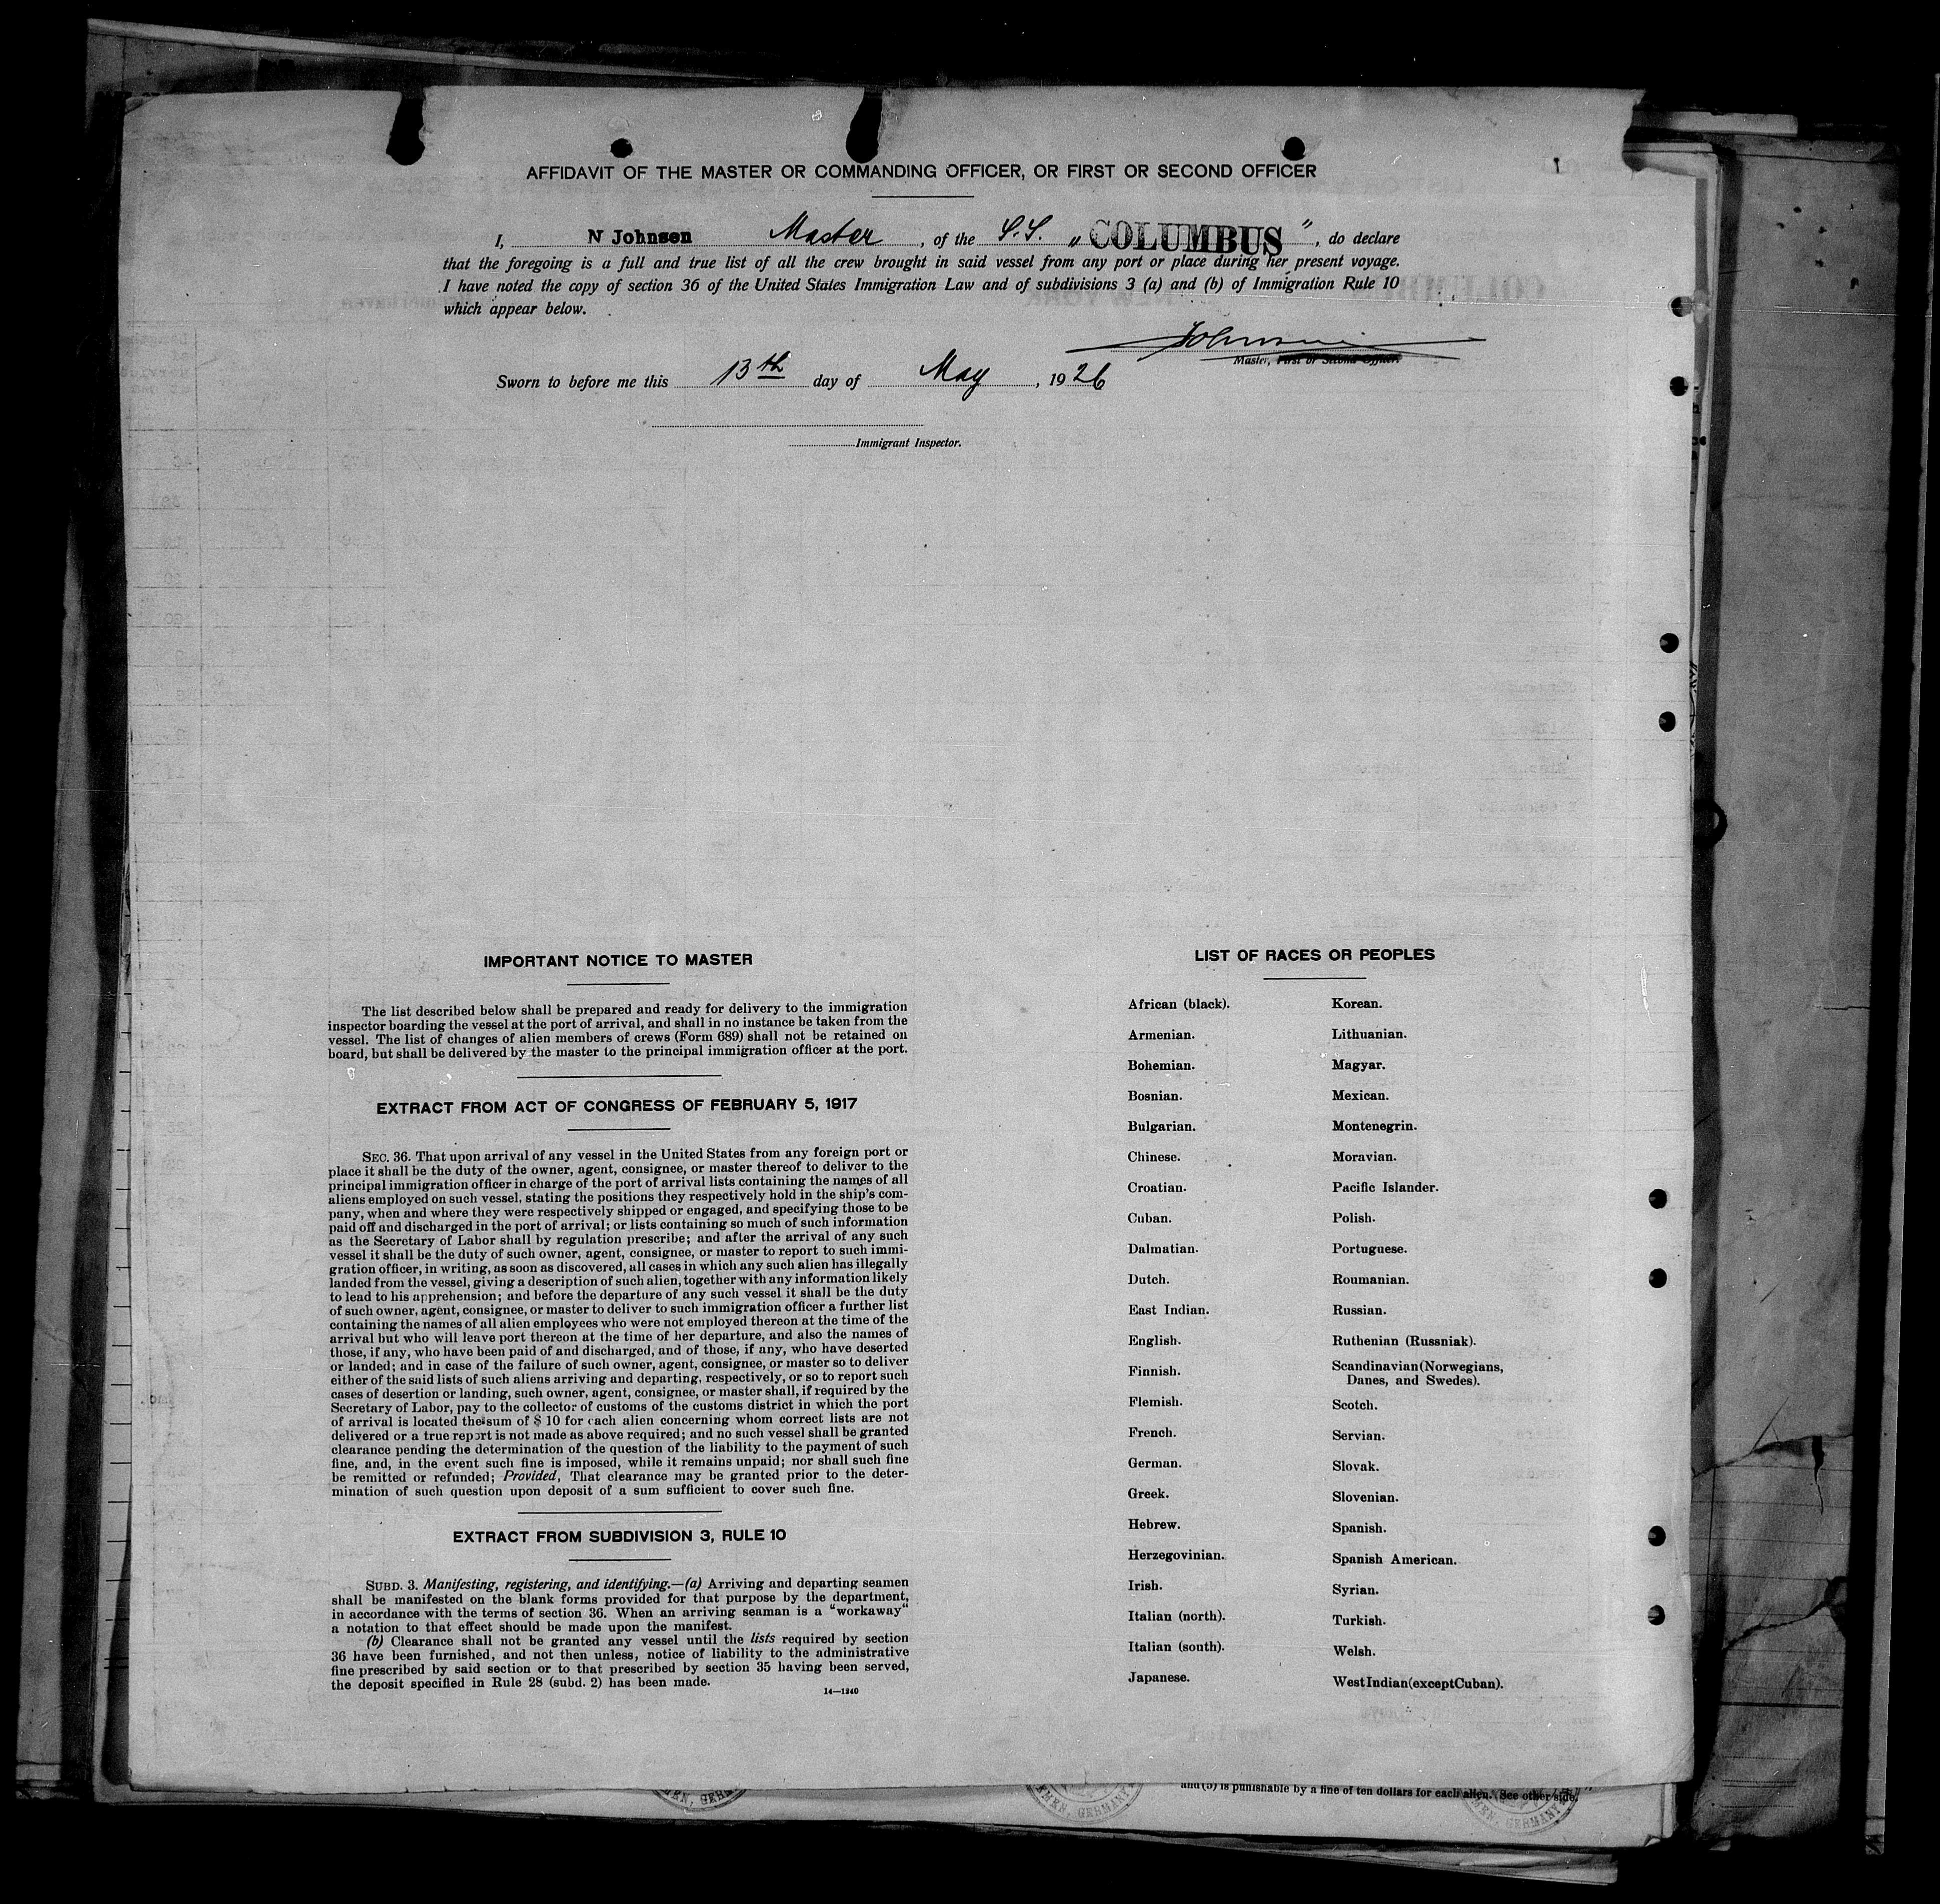 AFFIDAVIT OF THE MASTER OR COMMANDING OFFICER, OR FIRST OR SECOND OFFICER
I, N Johnsen Master, of the S.S. „COLUMBUS", do declare
that the foregoing is a full and true list of all the crew brought in said vessel from any port or place during her present voyage.
I have noted the copy of section 36 of the United States Immigration Law and of subdivisions 3 (a) and (b) of Immigration Rule 10
which appear below.
Johnsen
Master, First or Second Officer.
Sworn to before me this 13th day of May, 1926
Immigrant Inspector.
IMPORTANT NOTICE TO MASTER
The list described below shall be prepared and ready for delivery to the immigration
inspector boarding the vessel at the port of arrival, and shall in no instance be taken from the
vessel. The list of changes of alien members of crews (Form 689) shall not be retained on
board, but shall be delivered by the master to the principal immigration officer at the port.
EXTRACT FROM ACT OF CONGRESS OF FEBRUARY 5, 1917
SEC. 36. That upon arrival of any vessel in the United States from any foreign port or
place it shall be the duty of the owner, agent, consignee, or master thereof to deliver to the
principal immigration officer in charge of the port of arrival lists containing the names of all
aliens employed on such vessel, stating the positions they respectively hold in the ship's com-
pany, when and where they were respectively shipped or engaged, and specifying those to be
paid off and discharged in the port of arrival; or lists containing so much of such information
as the Secretary of Labor shall by regulation prescribe; and after the arrival of any such
vessel it shall be the duty of such owner, agent, consignee, or master to report to such immi-
gration officer, in writing, as soon as discovered, all cases in which any such alien has illegally
landed from the vessel, giving a description of such alien, together with any information likely
to lead to his apprehension; and before the departure of any such vessel it shall be the duty
of such owner, agent, consignee, or master to deliver to such immigration officer a further list
containing the names of all alien employees who were not employed thereon at the time of the
arrival but who will leave port thereon at the time of her departure, and also the names of
those, if any, who have been paid of and discharged, and of those, if any, who have deserted
or landed; and in case of the failure of such owner, agent, consignee, or master so to deliver
either of the said lists of such aliens arriving and departing, respectively, or so to report such
cases of desertion or landing, such owner, agent, consignee, or master shall, if required by the
Secretary of Labor, pay to the collector of customs of the customs district in which the port
of arrival is located the sum of $ 10 for each alien concerning whom correct lists are not
delivered or a true report is not made as above required; and no such vessel shall be granted
clearance pending the determination of the question of the liability to the payment of such
fine, and, in the event such fine is imposed, while it remains unpaid; nor shall such fine
be remitted or refunded; Provided, That clearance may be granted prior to the deter-
mination of such question upon deposit of a sum sufficient to cover such fine.
EXTRACT FROM SUBDIVISION 3, RULE 10
SUBD. 3. Manifesting, registering, and identifying.—(a) Arriving and departing seamen
shall be manifested on the blank forms provided for that purpose by the department,
in accordance with the terms of section 36. When an arriving seaman is a "workaway"
a notation to that effect should be made upon the manifest.
(b) Clearance shall not be granted any vessel until the lists required by section
36 have been furnished, and not then unless, notice of liability to the administrative
fine prescribed by said section or to that prescribed by section 35 having been served,
the deposit specified in Rule 28 (subd. 2) has been made.
14—1240
LIST OF RACES OR PEOPLES
African (black).
Armenian.
Bohemian.
Bosnian.
Bulgarian.
Chinese.
Croatian.
Cuban.
Dalmatian.
Dutch.
East Indian.
English.
Finnish.
Flemish.
French.
German.
Greek.
Hebrew.
Herzegovinian.
Irish.
Italian (north).
Italian (south).
Japanese.
Korean.
Lithuanian.
Magyar.
Mexican.
Montenegrin.
Moravian.
Pacific Islander.
Polish.
Portuguese.
Roumanian.
Russian.
Ruthenian (Russniak).
Scandinavian(Norwegians,
Danes, and Swedes).
Scotch.
Servian.
Slovak.
Slovenian.
Spanish.
Spanish American.
Syrian.
Turkish.
Welsh.
West Indian(except Cuban).
and (b) is punishable by a fine of ten dollars for each alien. See other side.
GERMANY